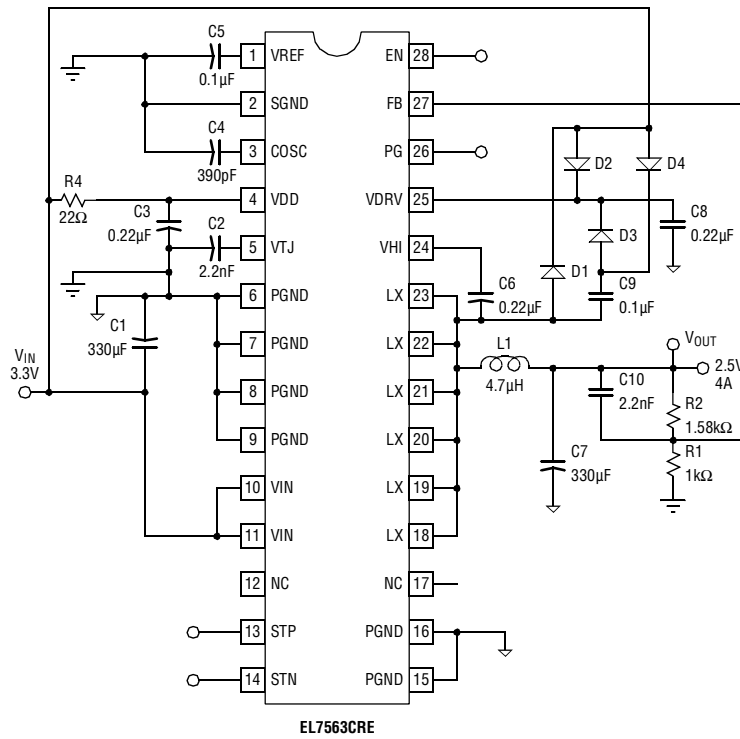 C5
0.1µF
1 VREF
EN 28
2 SGND
FB 27
C4
390pF
3 COSC
PG 26
D2
D4
R4
22Ω
4 VDD
VDRV 25
C3
0.22µF
C2
2.2nF
5 VTJ
VHI 24
D3
C8
0.22µF
D1
6 PGND
LX 23
C6
0.22µF
C9
0.1µF
C1
330µF
7 PGND
LX 22
VOUT
VIN
3.3V
8 PGND
LX 21
L1
4.7µH
2.5V
4A
C10
2.2nF
R2
1.58kΩ
9 PGND
LX 20
R1
1kΩ
10 VIN
LX 19
C7
330µF
11 VIN
LX 18
12 NC
NC 17
13 STP
PGND 16
14 STN
PGND 15
EL7563CRE